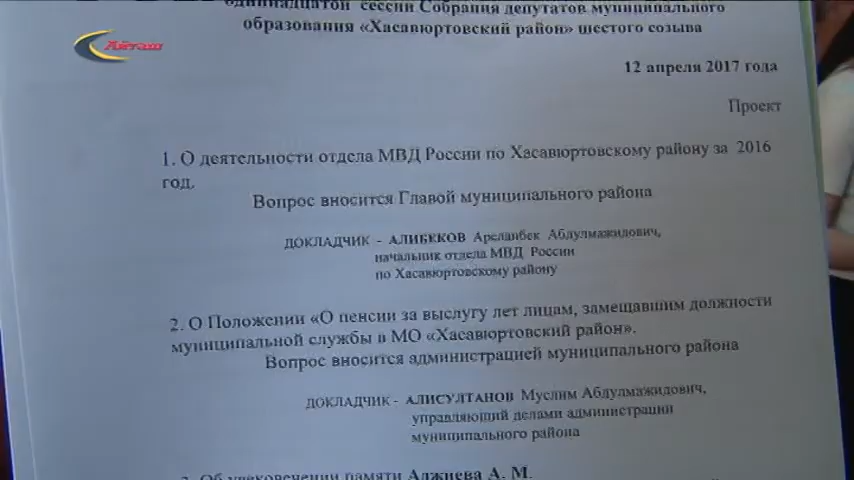 одиннадцатой сессии Собрания депутатов муниципального
образования «Хасавюртовский район» шестого созыва
Айташ
12 апреля 2017 года
Проект
1. О деятельности отдела МВД России по Хасавюртовскому району за 2016
год.
Вопрос вносится Главой муниципального района
ДОКЛАДЧИК - АЛИБЕКОВ Арсланбек Абдулмажидович,
начальник отдела МВД России
по Хасавюртовскому району
2. О Положении «О пенсии за выслугу лет лицам, замещавшим должности
муниципальной службы в МО «Хасавюртовский район».
Вопрос вносится администрацией муниципального района
ДОКЛАДЧИК - АЛИСУЛТАНОВ Муслим Абдулмажидович,
управляющий делами администрации
муниципального района
3. Об увековечении памяти Аджиева А. М.